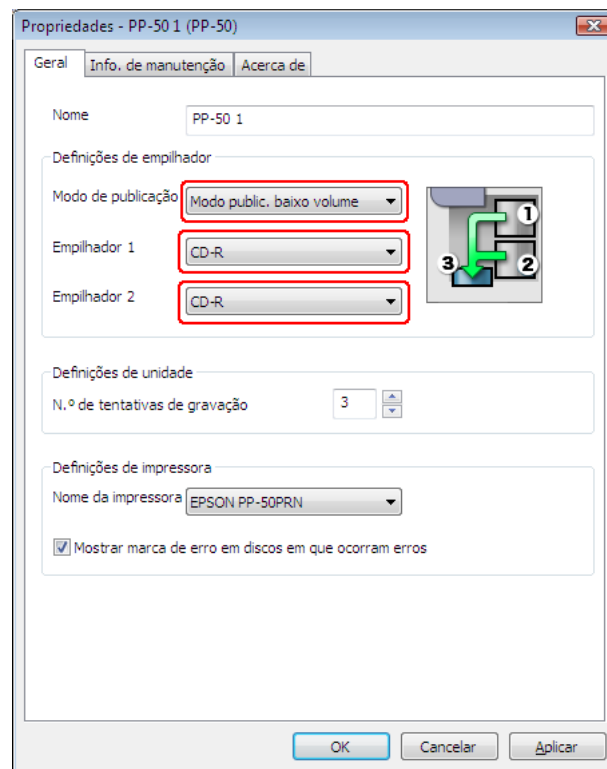 Propriedades - PP-50 1 (PP-50)
Geral Info. de manutenção Acerca de
Nome PP-50 1
Definições de empilhador
Modo de publicação Modo public. baixo volume
Empilhador 1 CD-R
Empilhador 2 CD-R
1
3 2
Definições de unidade
N.º de tentativas de gravação 3
Definições de impressora
Nome da impressora EPSON PP-50PRN
Mostrar marca de erro em discos em que ocorram erros
OK Cancelar Aplicar